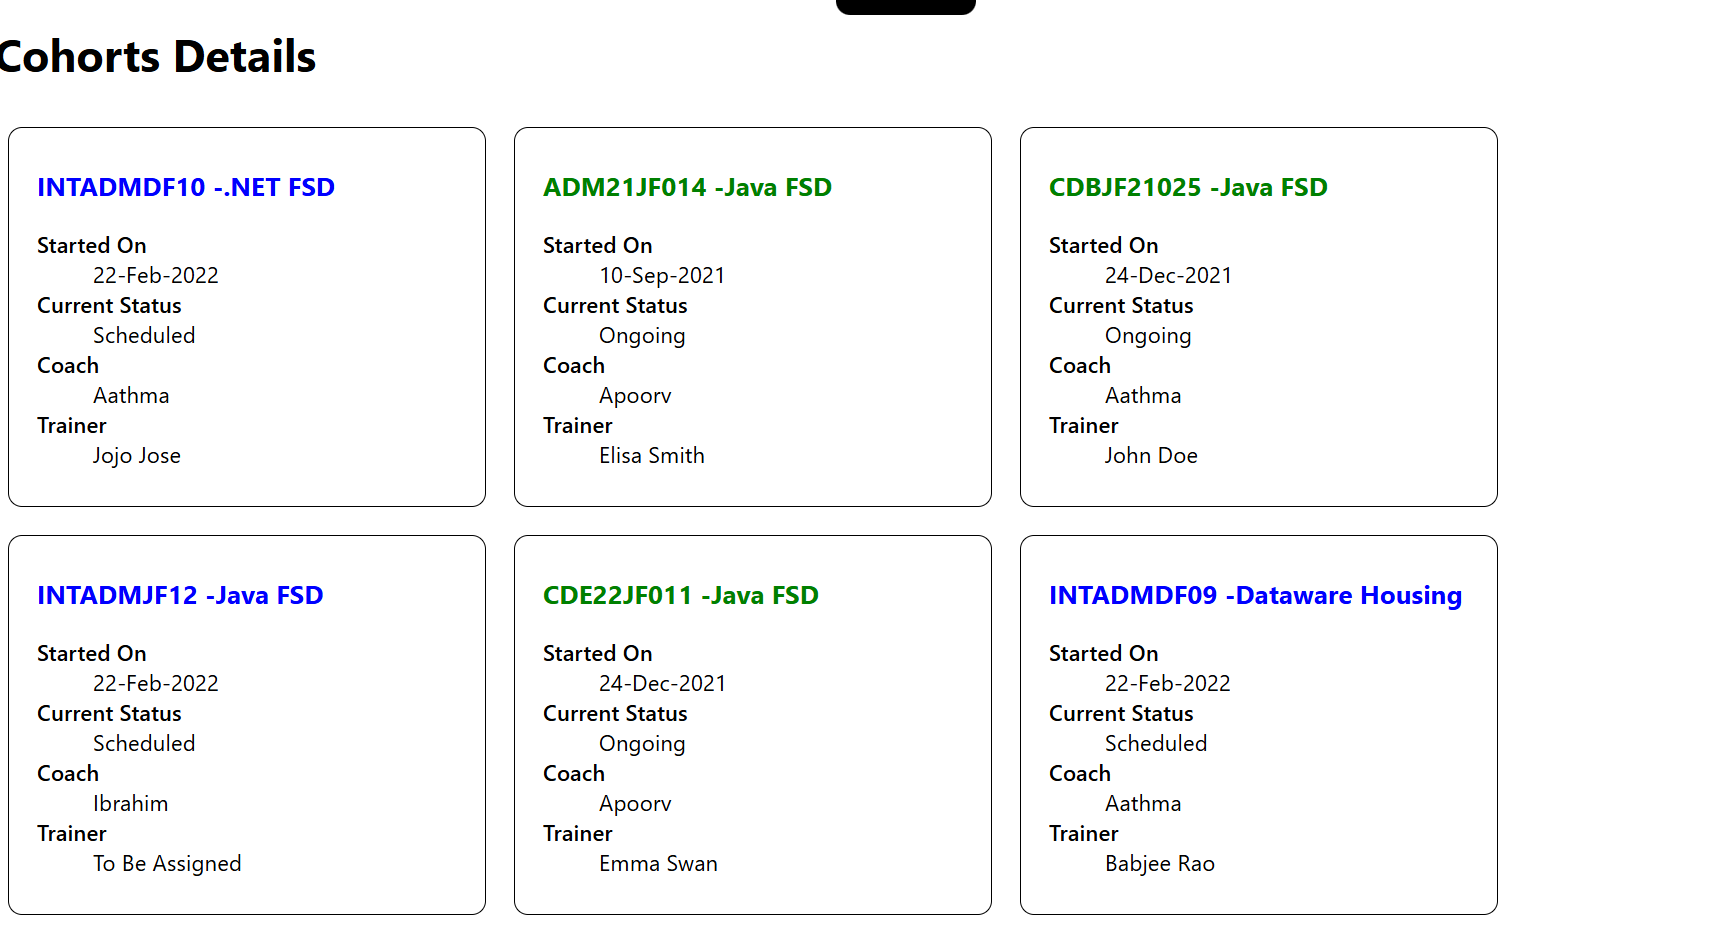 Cohorts Details
INTADMDF10 -.NET FSD
Started On
22-Feb-2022
Current Status
Scheduled
Coach
Aathma
Trainer
Jojo Jose
ADM21JF014 -Java FSD
Started On
10-Sep-2021
Current Status
Ongoing
Coach
Apoorv
Trainer
Elisa Smith
CDBJF21025 -Java FSD
Started On
24-Dec-2021
Current Status
Ongoing
Coach
Aathma
Trainer
John Doe
INTADMJF12 -Java FSD
Started On
22-Feb-2022
Current Status
Scheduled
Coach
Ibrahim
Trainer
To Be Assigned
CDE22JF011 -Java FSD
Started On
24-Dec-2021
Current Status
Ongoing
Coach
Apoorv
Trainer
Emma Swan
INTADMDF09 -Dataware Housing
Started On
22-Feb-2022
Current Status
Scheduled
Coach
Aathma
Trainer
Babjee Rao